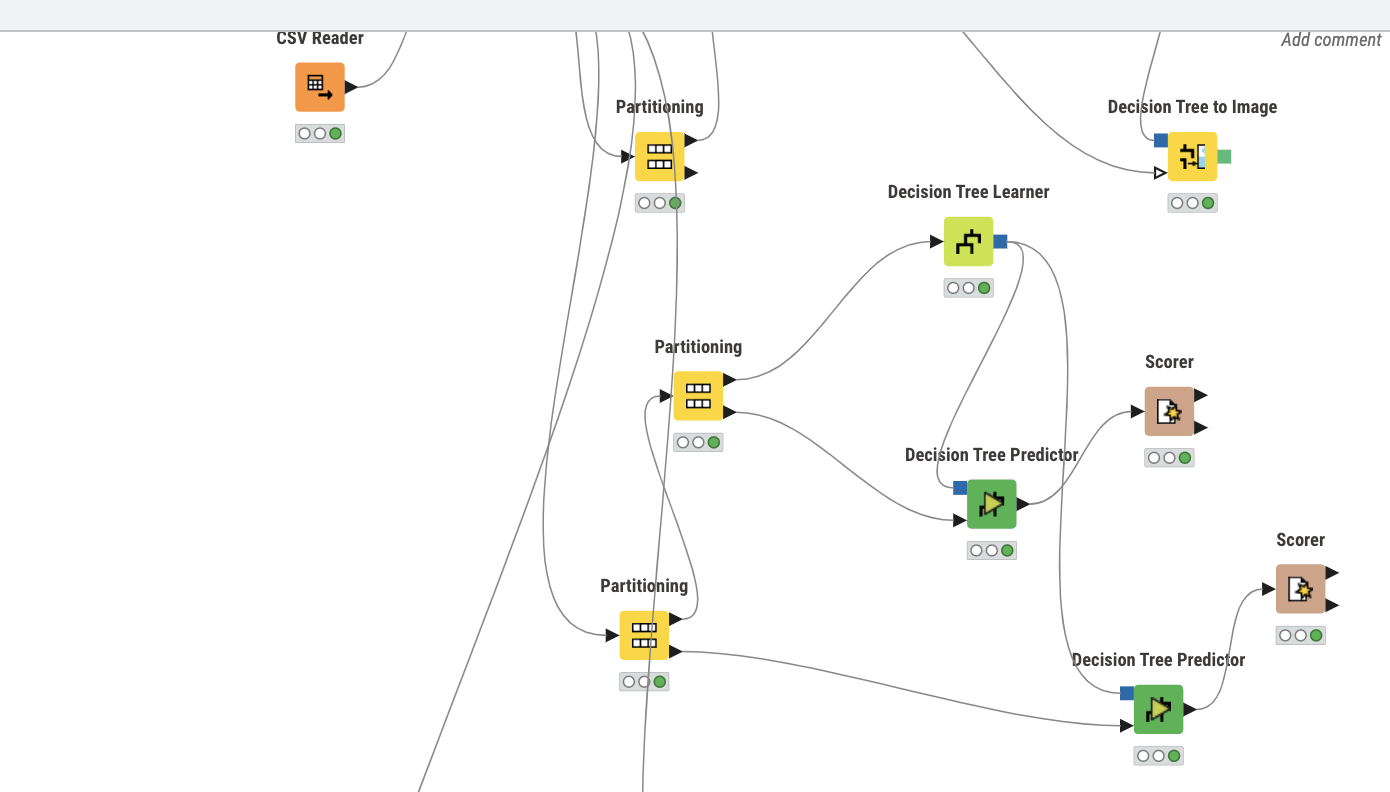 CSV Reader
Add comment
Partitioning
Decision Tree to Image
Decision Tree Learner
Partitioning
Scorer
Decision Tree Predictor
Scorer
Partitioning
Decision Tree Predictor